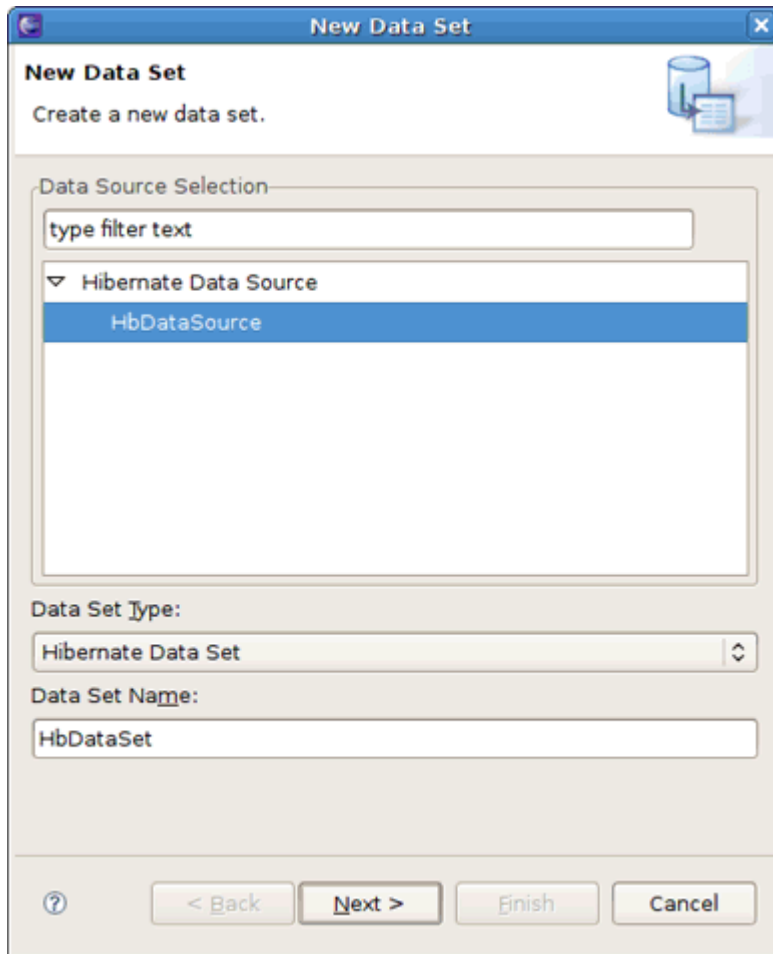 New Data Set
New Data Set
Create a new data set.
Data Source Selection
type filter text
Hibernate Data Source
HbDataSource
Data Set Type:
Hibernate Data Set
Data Set Name:
HbDataSet
< Back Next > Finish Cancel